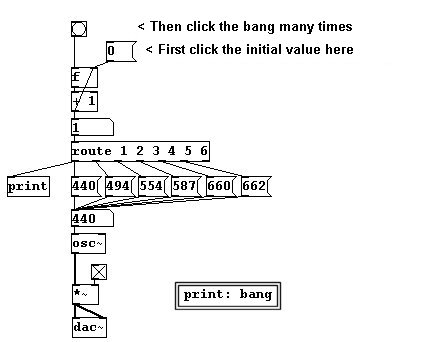 < Then click the bang many times
0
< First click the initial value here
f
+ 1
1
route 1 2 3 4 5 6
print
440
494
554
587
660
662
440
osc~
*~
print: bang
dac~